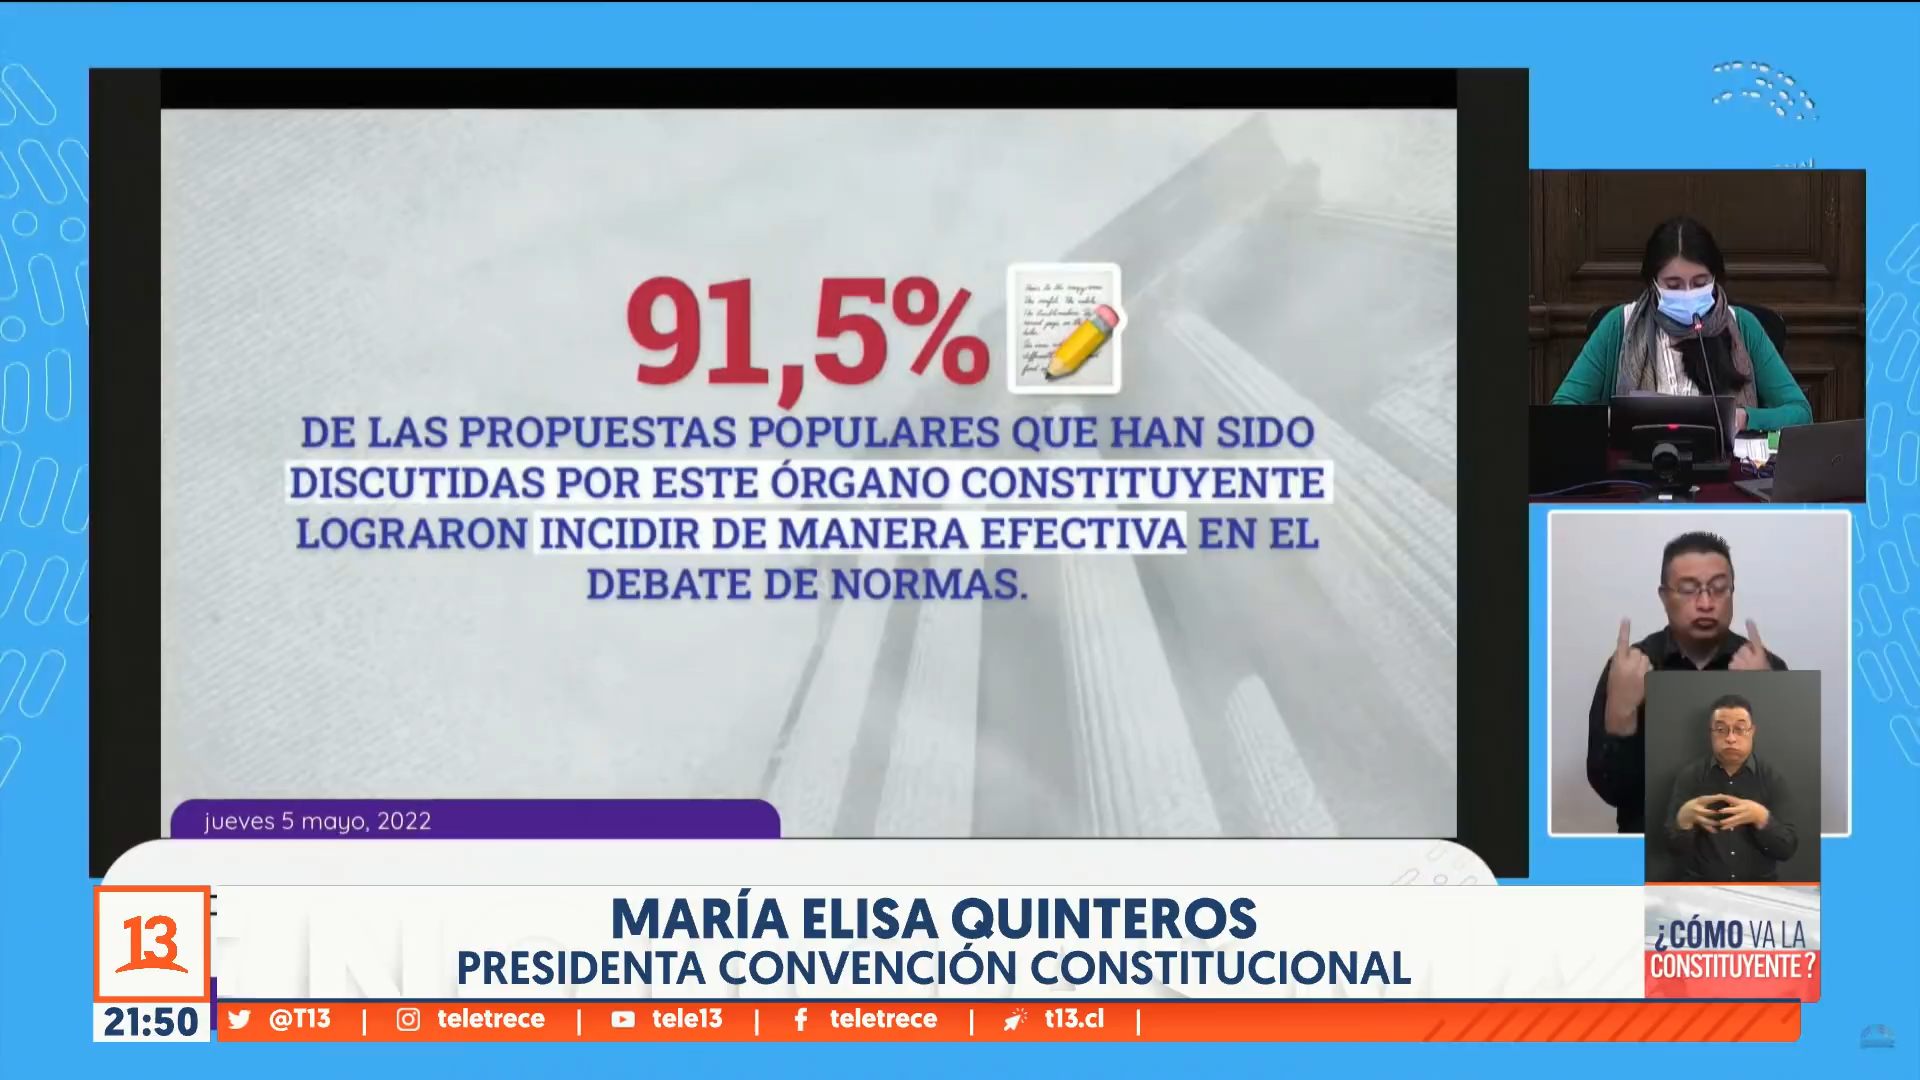 91,5%
DE LAS PROPUESTAS POPULARES QUE HAN SIDO
DISCUTIDAS POR ESTE ÓRGANO CONSTITUYENTE
LOGRARON INCIDIR DE MANERA EFECTIVA EN EL
DEBATE DE NORMAS.
jueves 5 mayo, 2022
13
MARÍA ELISA QUINTEROS
PRESIDENTA CONVENCIÓN CONSTITUCIONAL
¿CÓMO VA LA
CONSTITUYENTE?
21:50
@T13 | teletrece | tele13 | teletrece | t13.cl |